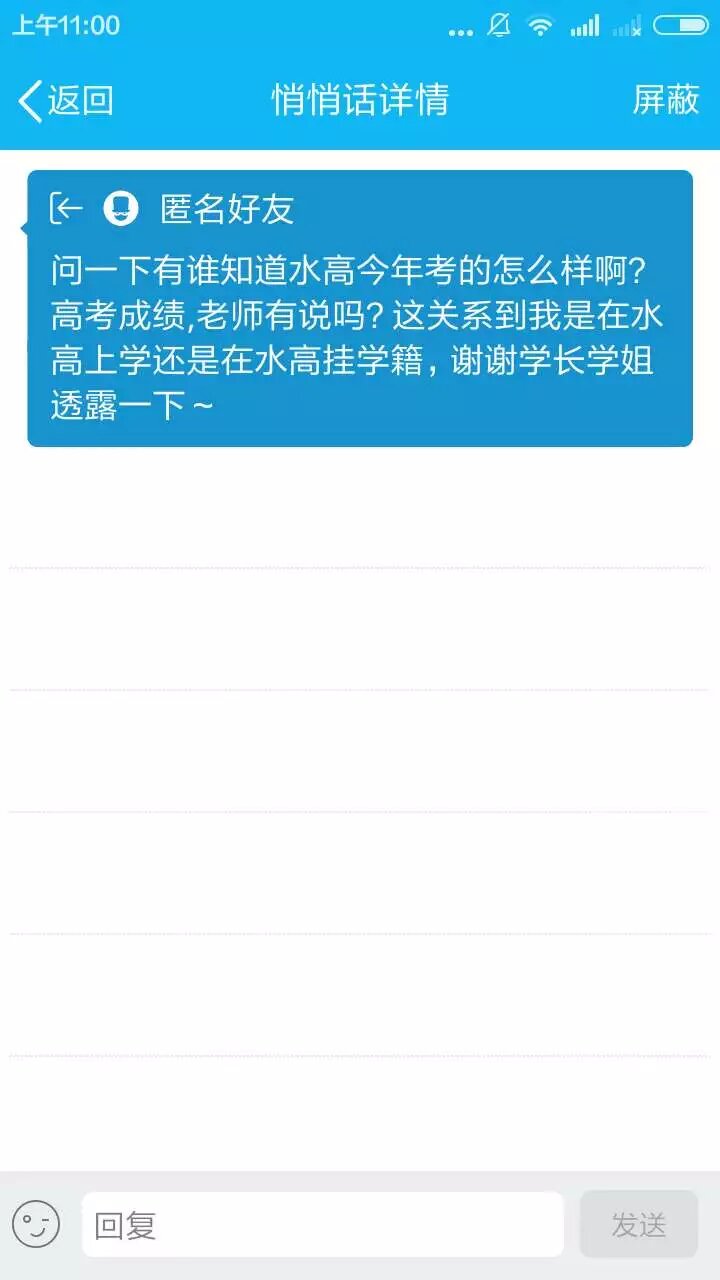 上午11:00
返回
悄悄话详情
屏蔽
匿名好友
问一下有谁知道水高今年考的怎么样啊?
高考成绩,老师有说吗? 这关系到我是在水
高上学还是在水高挂学籍，谢谢学长学姐
透露一下 ~
回复
发送